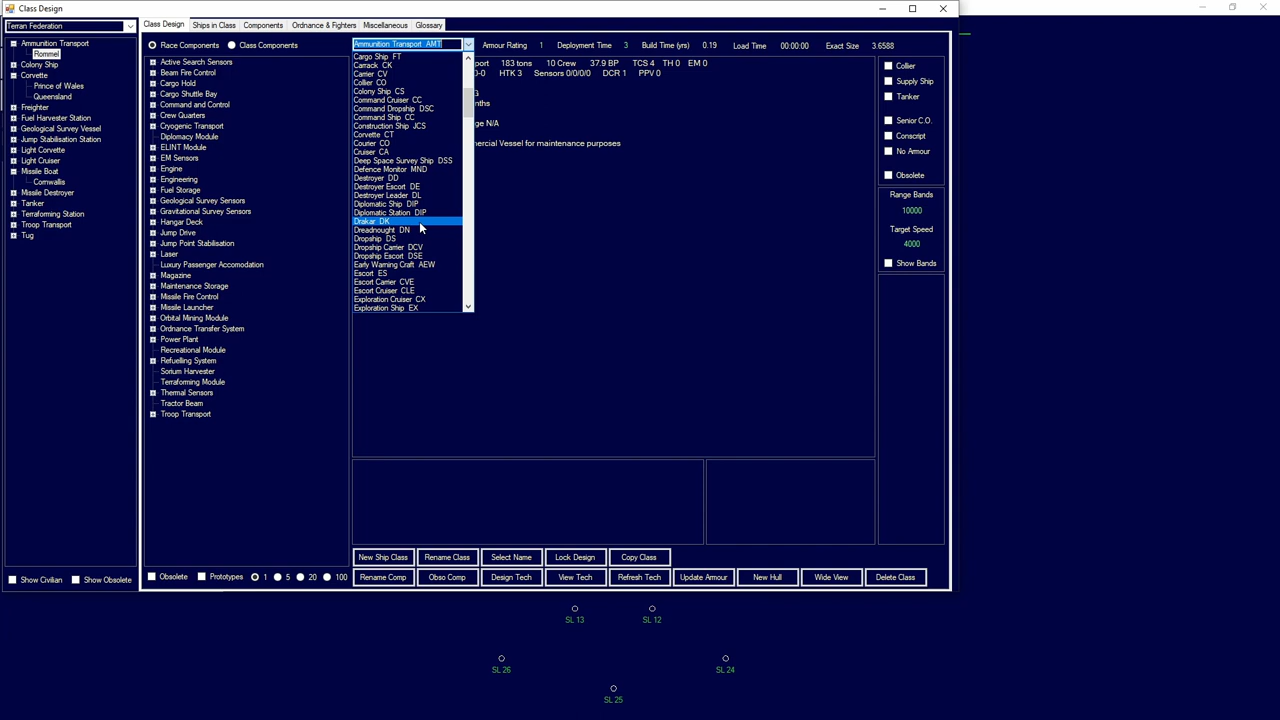 Class Design
Terran Federation
Ammunition Transport
Rommel
Colony Ship
Corvette
Prince of Wales
Queensland
Freighter
Fuel Harvester Station
Geological Survey Vessel
Jump Stabilisation Station
Light Corvette
Light Cruiser
Missile Boat
Cornwallis
Missile Destroyer
Tanker
Terraforming Station
Troop Transport
Tug
Show Civilian
Show Obsolete
Class Design
Ships in Class
Components
Ordnance & Fighters
Miscellaneous
Glossary
Race Components
Class Components
Active Search Sensors
Beam Fire Control
Cargo Hold
Cargo Shuttle Bay
Command and Control
Crew Quarters
Cryogenic Transport
Diplomacy Module
ELINT Module
EM Sensors
Engine
Engineering
Fuel Storage
Geological Survey Sensors
Gravitational Survey Sensors
Hangar Deck
Jump Drive
Jump Point Stabilisation
Laser
Luxury Passenger Accomodation
Magazine
Maintenance Storage
Missile Fire Control
Missile Launcher
Orbital Mining Module
Ordnance Transfer System
Power Plant
Recreational Module
Refuelling System
Sorium Harvester
Terraforming Module
Thermal Sensors
Tractor Beam
Troop Transport
Obsolete
Prototypes
1
5
20
100
Ammunition Transport AMT
Armour Rating 1
Deployment Time 3
Build Time (yrs) 0.19
Load Time 00:00:00
Exact Size 3.6588
Cargo Ship FT
Carrack CK
Carrier CV
Collier CO
Colony Ship CS
Command Cruiser CC
Command Dropship DSC
Command Ship CC
Construction Ship JCS
Corvette CT
Courier CO
Cruiser CA
Deep Space Survey Ship DSS
Defence Monitor MND
Destroyer DD
Destroyer Escort DE
Destroyer Leader DL
Diplomatic Ship DIP
Diplomatic Station DIP
Drakar DK
Dreadnought DN
Dropship DS
Dropship Carrier DCV
Dropship Escort DSE
Early Warning Craft AEW
Escort ES
Escort Carrier CVE
Escort Cruiser CLE
Exploration Cruiser CX
Exploration Ship EX
port 183 tons 10 Crew 37.9 BP TCS 4 TH 0 EM 0
0-0 HTK 3 Sensors 0/0/0/0 DCR 1 PPV 0
nths
ge N/A
ercial Vessel for maintenance purposes
Collier
Supply Ship
Tanker
Senior C.O.
Conscript
No Armour
Obsolete
Range Bands
10000
Target Speed
4000
Show Bands
New Ship Class
Rename Class
Select Name
Lock Design
Copy Class
Rename Comp
Obso Comp
Design Tech
View Tech
Refresh Tech
Update Armour
New Hull
Wide View
Delete Class
SL 13
SL 12
SL 26
SL 24
SL 25